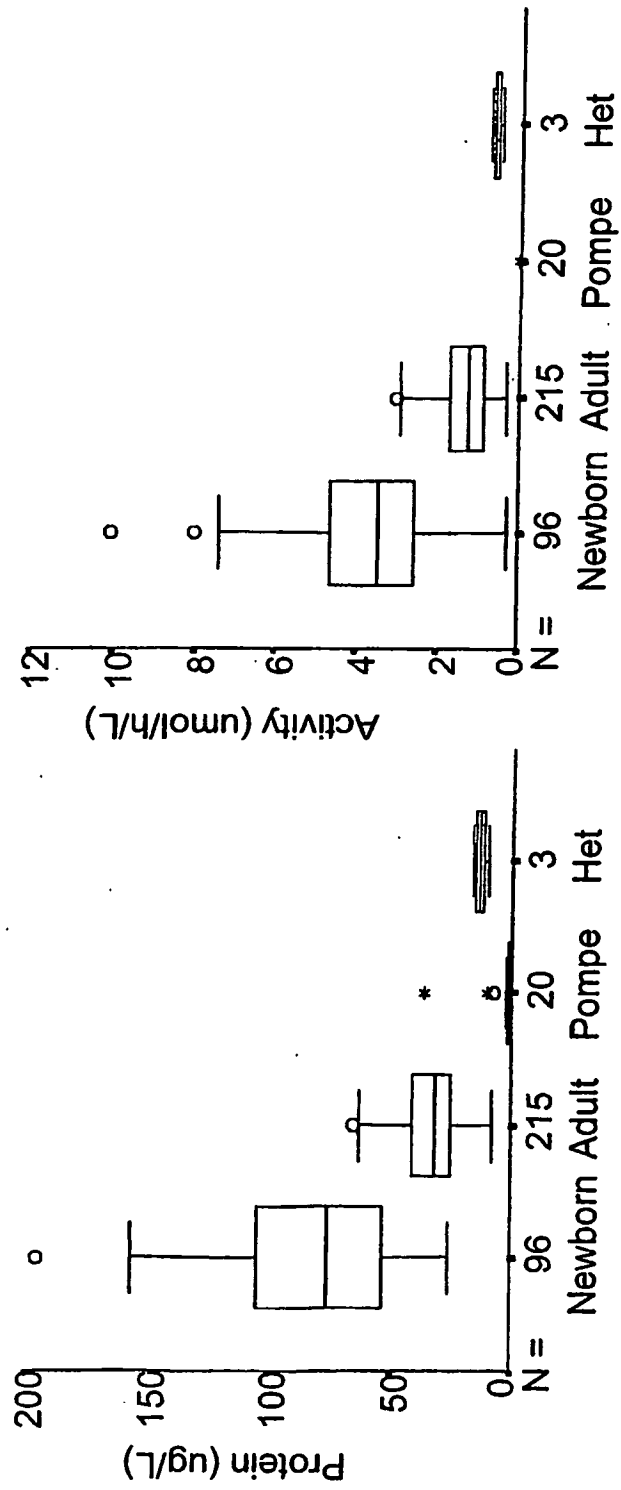 Protein (ug/L)
200
150
100
50
0
N = 96 215 20 3
Newborn Adult Pompe Het
Activity (umol/h/L)
12
10
8
6
4
2
0
N = 96 215 20 3
Newborn Adult Pompe Het